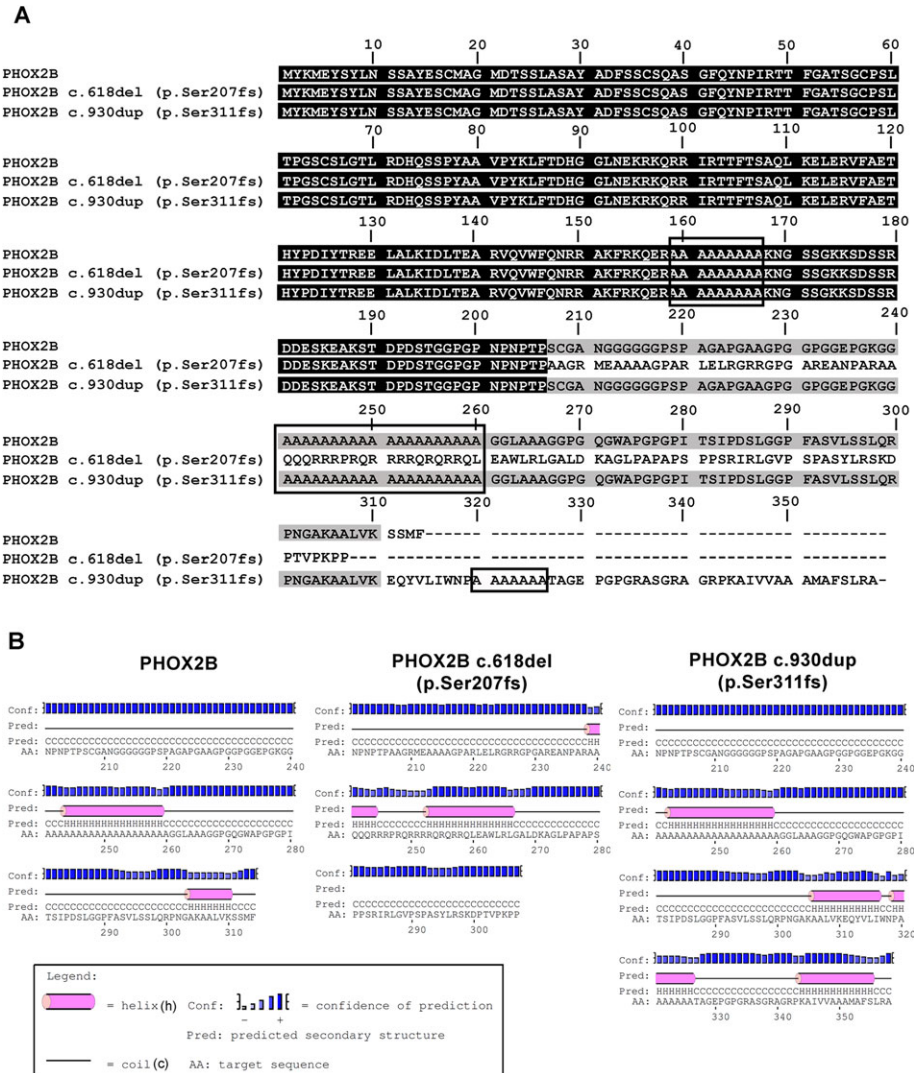 A
10 20 30 40 50 60
PHOX2B MYKMEYSYLN SSAYESCMAG MDTSSLASAY ADFSSCSQAS GFQYNPIRTT FGATSGCPSL
PHOX2B c.618del (p.Ser207fs) MYKMEYSYLN SSAYESCMAG MDTSSLASAY ADFSSCSQAS GFQYNPIRTT FGATSGCPSL
PHOX2B c.930dup (p.Ser311fs) MYKMEYSYLN SSAYESCMAG MDTSSLASAY ADFSSCSQAS GFQYNPIRTT FGATSGCPSL
70 80 90 100 110 120
PHOX2B TPGSCSLGTL RDHQSSPYAA VPYKLFTDHG GLNEKRKQRR IRTTFTSAQL KELERVFAET
PHOX2B c.618del (p.Ser207fs) TPGSCSLGTL RDHQSSPYAA VPYKLFTDHG GLNEKRKQRR IRTTFTSAQL KELERVFAET
PHOX2B c.930dup (p.Ser311fs) TPGSCSLGTL RDHQSSPYAA VPYKLFTDHG GLNEKRKQRR IRTTFTSAQL KELERVFAET
130 140 150 160 170 180
PHOX2B HYPDIYTREE LALKIDLTEA RVQVWFQNRR AKFRKQERAA AAAAAAAKNG SSGKKSDSSR
PHOX2B c.618del (p.Ser207fs) HYPDIYTREE LALKIDLTEA RVQVWFQNRR AKFRKQERAA AAAAAAAKNG SSGKKSDSSR
PHOX2B c.930dup (p.Ser311fs) HYPDIYTREE LALKIDLTEA RVQVWFQNRR AKFRKQERAA AAAAAAAKNG SSGKKSDSSR
190 200 210 220 230 240
PHOX2B DDESKEAKST DPDSTGGPGP NPNPTPSCGA NGGGGGGPSP AGAPGAAGPG GPGGEPGKGG
PHOX2B c.618del (p.Ser207fs) DDESKEAKST DPDSTGGPGP NPNPTPAAGR MEAAAAGPAR LELRGRRGPG AREANPARAA
PHOX2B c.930dup (p.Ser311fs) DDESKEAKST DPDSTGGPGP NPNPTPSCGA NGGGGGGPSP AGAPGAAGPG GPGGEPGKGG
250 260 270 280 290 300
PHOX2B AAAAAAAAAA AAAAAAAAAA GGLAAAGGPG QGWAPGPGPI TSIPDSLGGP FASVLSSLQR
PHOX2B c.618del (p.Ser207fs) QQQRRRPRQR RRRQRQRRQL EAWLRLGALD KAGLPAPAPS PPSRIRLGVP SPASYLRSKD
PHOX2B c.930dup (p.Ser311fs) AAAAAAAAAA AAAAAAAAAA GGLAAAGGPG QGWAPGPGPI TSIPDSLGGP FASVLSSLQR
310 320 330 340 350
PHOX2B PNGAKAALVK SSMF------ ---------- ---------- ---------- ---------
PHOX2B c.618del (p.Ser207fs) PTVPKPP--- ---------- ---------- ---------- ---------- ---------
PHOX2B c.930dup (p.Ser311fs) PNGAKAALVK EQYVLIWNPA AAAAAATAGE PGPGRASGRA GRPKAIVVAA AMAFSLRA-
B
PHOX2B
Conf:
Pred:
Pred: CCCCCCCCCCCCCCCCCCCCCCCCCCCCCCCCCCCCCCCC
AA: NPNPTPSCGANGGGGGGPSPAGAPGAAGPGGPGGEPGKGG
210 220 230 240
Conf:
Pred:
Pred: CCCHHHHHHHHHHHHHHHHCCCCCCCCCCCCCCCCCCCCC
AA: AAAAAAAAAAAAAAAAAAAAGGLAAAGGPGQGWAPGPGPI
250 260 270 280
Conf:
Pred:
Pred: CCCCCCCCCCCCCCCCCCCCCCCHHHHHHHCCCC
AA: TSIPDSLGGPFASVLSSLQRPNGAKAALVKSSMF
290 300 310
PHOX2B c.618del
(p.Ser207fs)
Conf:
Pred:
Pred: CCCCCCCCCCCCCCCCCCCCCCCCCCCCCCCCCCCCCCHH
AA: NPNPTPAAGRMEAAAAGPARLELRGRRGPGAREANPARAA
210 220 230 240
Conf:
Pred:
Pred: HHHHCCCCCCCCHHHHHHHHHHHHHHCCCCCCCCCCCCCC
AA: QQQRRRPRQRRRRQRQRRQLEAWLRLGALDKAGLPAPAPS
250 260 270 280
Conf:
Pred:
Pred: CCCCCCCCCCCCCCCCCCCCCCCCCCC
AA: PPSRIRLGVPSPASYLRSKDPTVPKPP
290 300
PHOX2B c.930dup
(p.Ser311fs)
Conf:
Pred:
Pred: CCCCCCCCCCCCCCCCCCCCCCCCCCCCCCCCCCCCCCCC
AA: NPNPTPSCGANGGGGGGPSPAGAPGAAGPGGPGGEPGKGG
210 220 230 240
Conf:
Pred:
Pred: CCHHHHHHHHHHHHHHHHHCCCCCCCCCCCCCCCCCCCCC
AA: AAAAAAAAAAAAAAAAAAAAGGLAAAGGPGQGWAPGPGPI
250 260 270 280
Conf:
Pred:
Pred: CCCCCCCCCCCCCCCCCCCCCCCCCHHHHHHHHHHHCCHH
AA: TSIPDSLGGPFASVLSSLQRPNGAKAALVKEQYVLIWNPA
290 300 310 320
Conf:
Pred:
Pred: HHHHHHCCCCCCCCCCCCCCCCCHHHHHHHHHHHHCCC
AA: AAAAAATAGEPGPGRASGRAGRPKAIVVAAAMAFSLRA
330 340 350
Legend:
= helix(h) Conf: = confidence of prediction
- +
Pred: predicted secondary structure
= coil(c) AA: target sequence